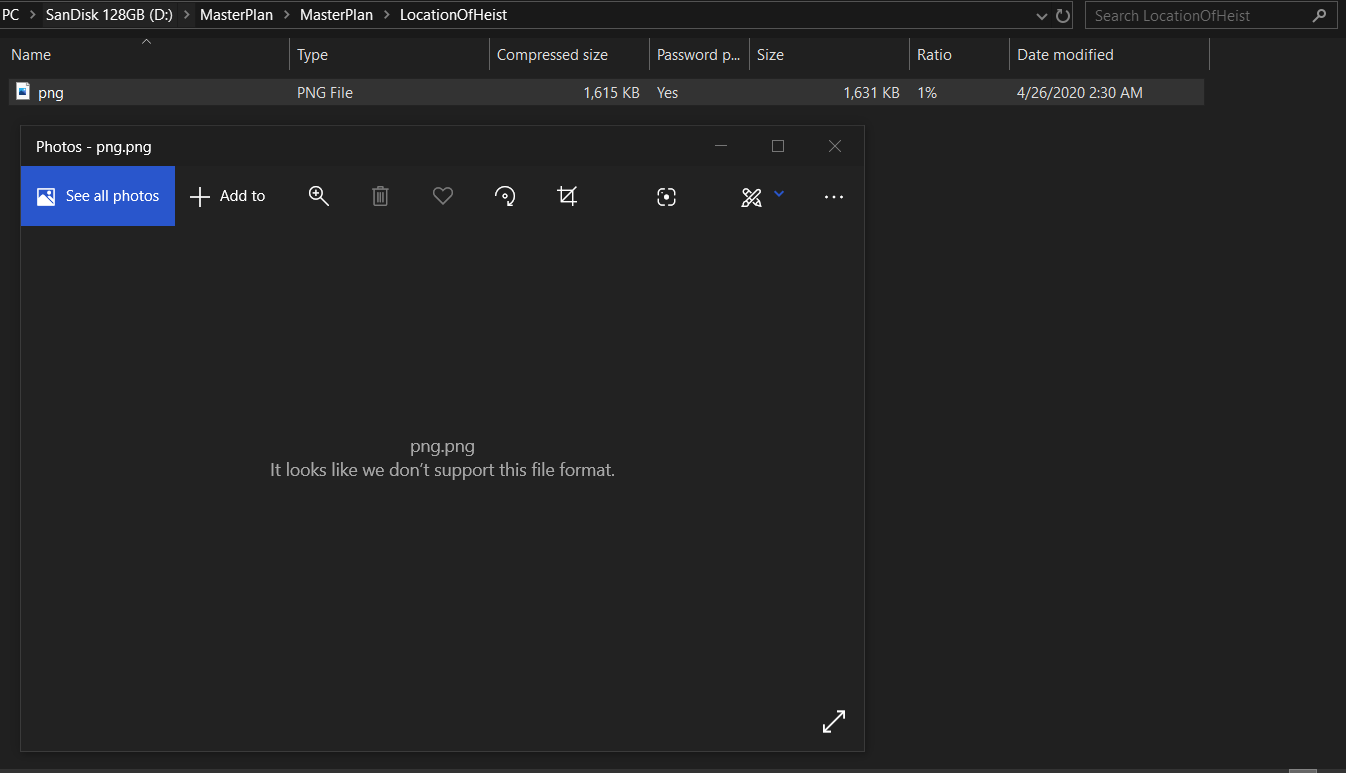 PC > SanDisk 128GB (D:) > MasterPlan > MasterPlan > LocationOfHeist
Search LocationOfHeist
Name Type Compressed size Password p... Size Ratio Date modified
png PNG File 1,615 KB Yes 1,631 KB 1% 4/26/2020 2:30 AM
Photos - png.png
See all photos Add to
png.png
It looks like we don't support this file format.